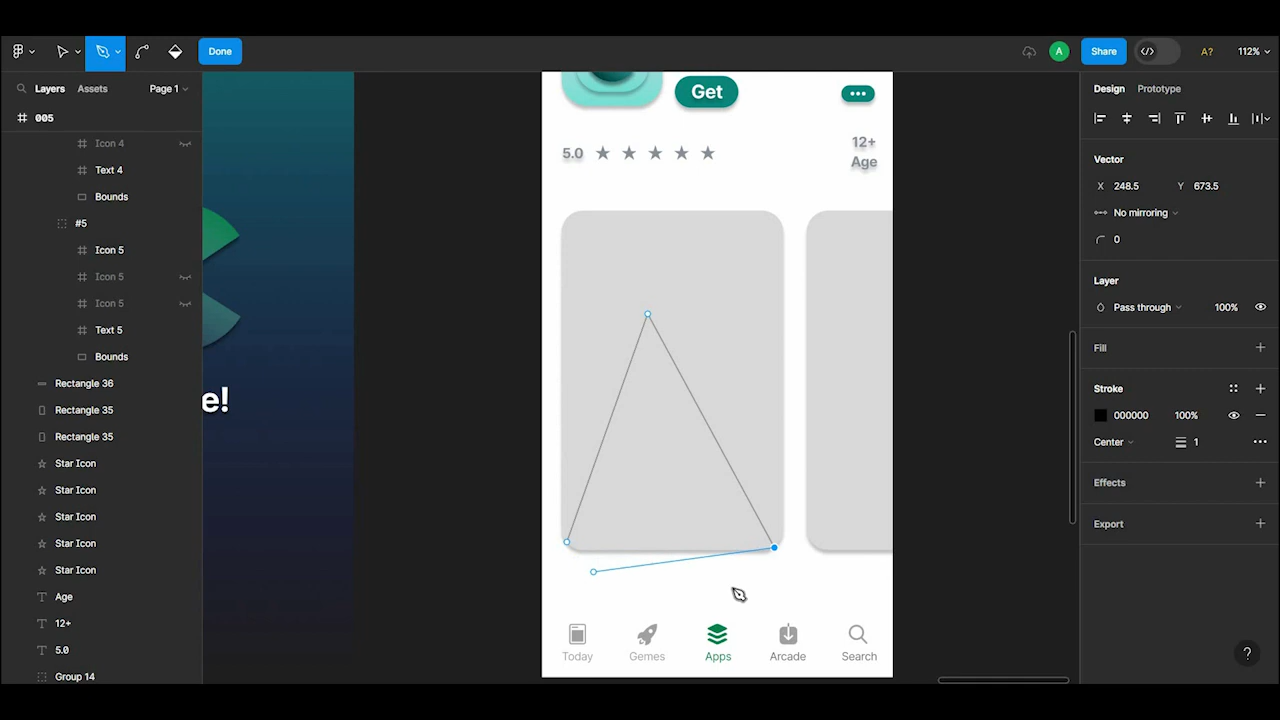 Done
A
Share
A?
112%
Layers
Assets
Page 1
005
Icon 4
Text 4
Bounds
#5
Icon 5
Icon 5
Icon 5
Text 5
Bounds
Rectangle 36
Rectangle 35
Rectangle 35
Star Icon
Star Icon
Star Icon
Star Icon
Star Icon
Age
12+
5.0
Group 14
e!
Get
5.0
12+
Age
Today
Gemes
Apps
Arcade
Search
Design
Prototype
Vector
X 248.5 Y 673.5
No mirroring
0
Layer
Pass through 100%
Fill
Stroke
000000 100%
Center 1
Effects
Export
?